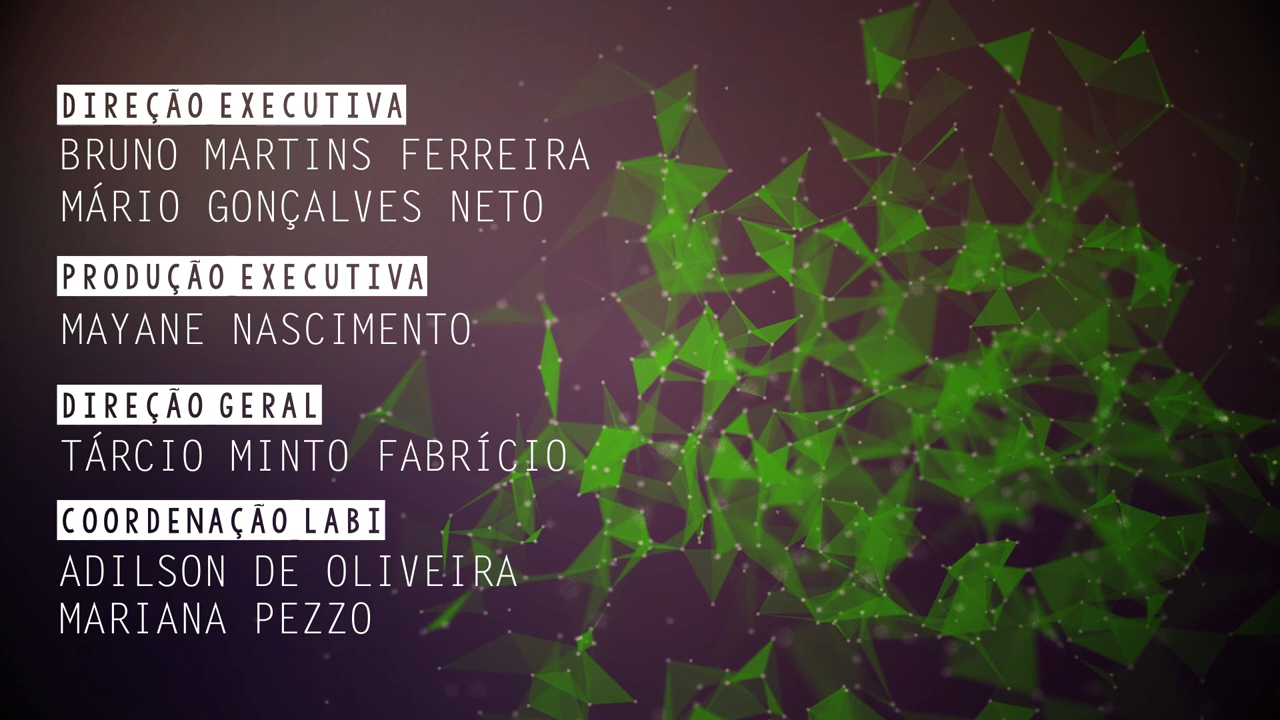 DIREÇÃO EXECUTIVA
BRUNO MARTINS FERREIRA
MÁRIO GONÇALVES NETO
PRODUÇÃO EXECUTIVA
MAYANE NASCIMENTO
DIREÇÃO GERAL
TÁRCIO MINTO FABRÍCIO
COORDENAÇÃO LABI
ADILSON DE OLIVEIRA
MARIANA PEZZO